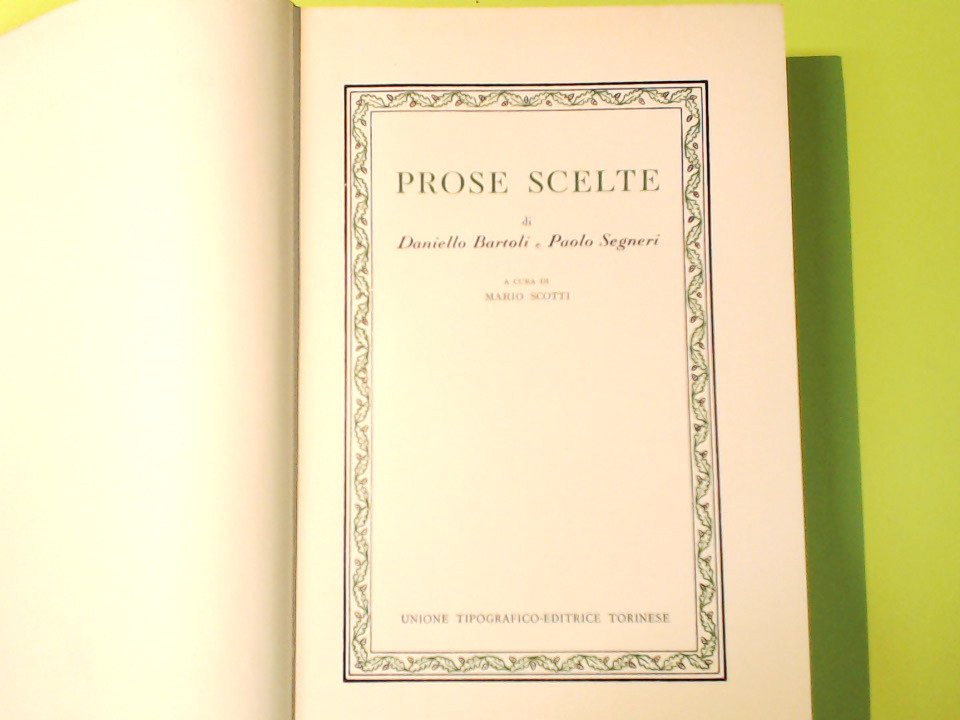 PROSE SCELTE
di
Daniello Bartoli e Paolo Segneri
A CURA DI
MARIO SCOTTI
UNIONE TIPOGRAFICO-EDITRICE TORINESE